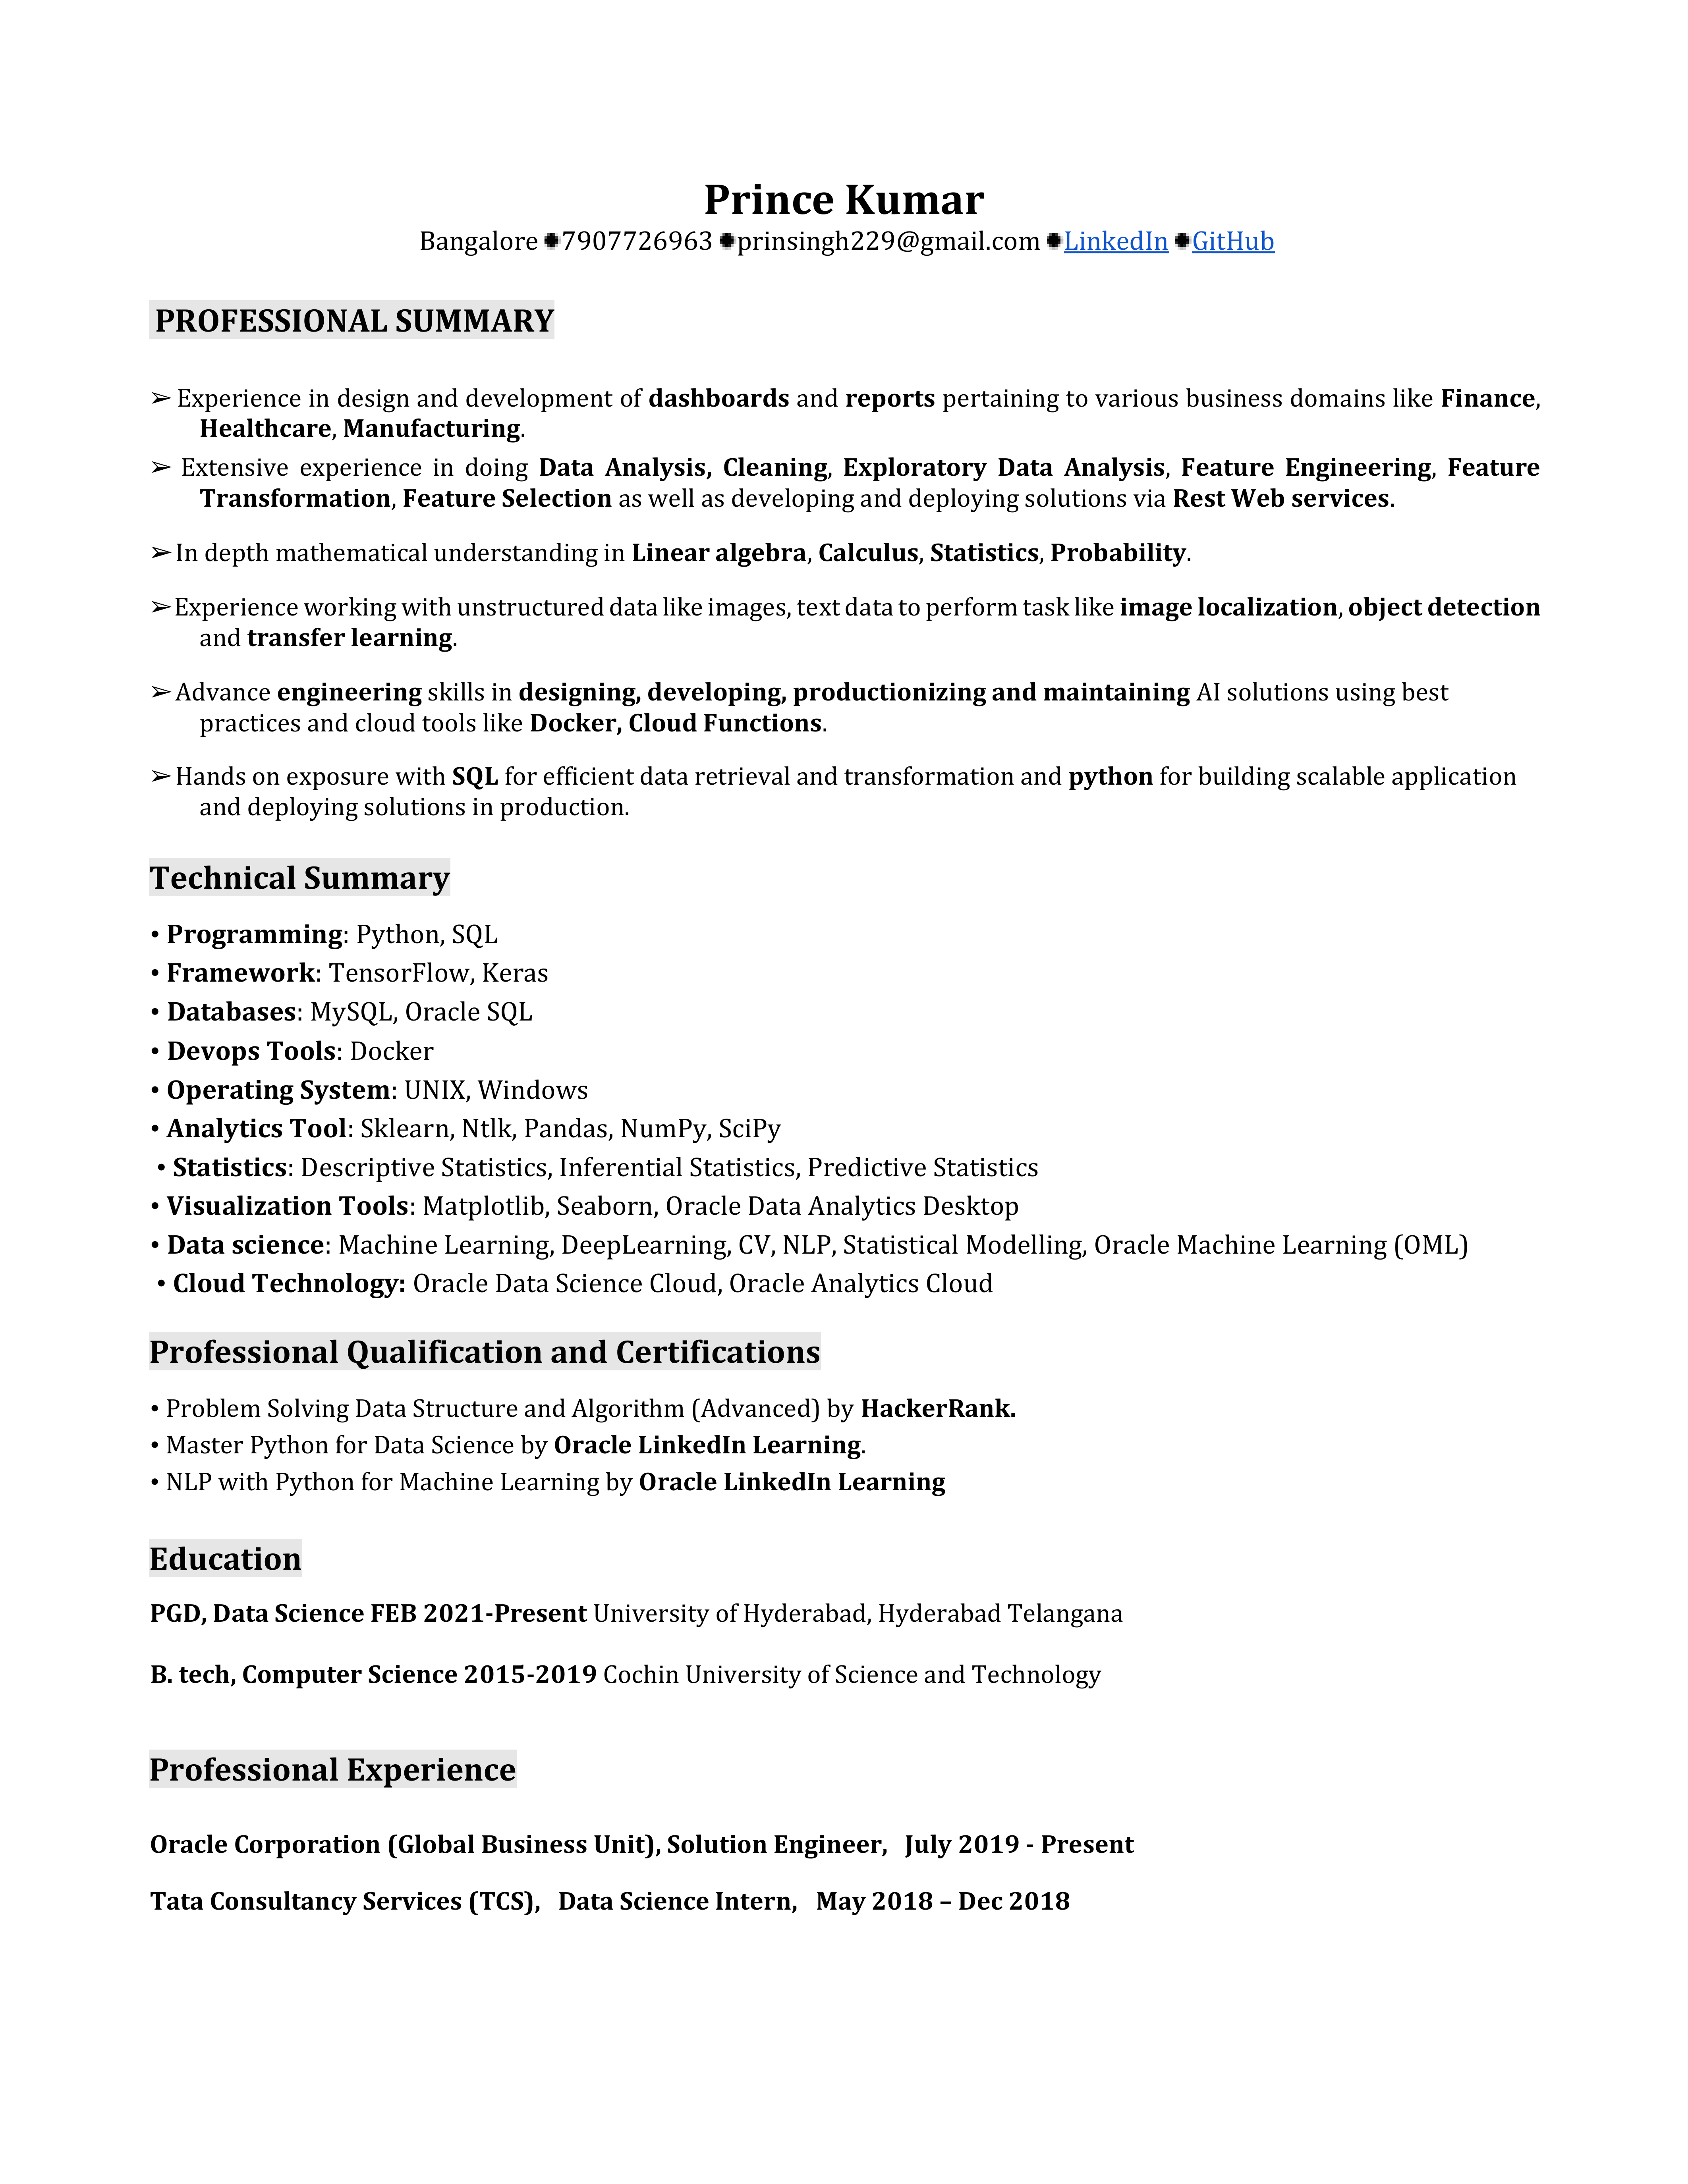 Prince Kumar
Bangalore ●7907726963 ●prinsingh229@gmail.com ●LinkedIn ●GitHub
PROFESSIONAL SUMMARY
➢ Experience in design and development of dashboards and reports pertaining to various business domains like Finance,
Healthcare, Manufacturing.
➢ Extensive experience in doing Data Analysis, Cleaning, Exploratory Data Analysis, Feature Engineering, Feature
Transformation, Feature Selection as well as developing and deploying solutions via Rest Web services.
➢ In depth mathematical understanding in Linear algebra, Calculus, Statistics, Probability.
➢ Experience working with unstructured data like images, text data to perform task like image localization, object detection
and transfer learning.
➢ Advance engineering skills in designing, developing, productionizing and maintaining AI solutions using best
practices and cloud tools like Docker, Cloud Functions.
➢ Hands on exposure with SQL for efficient data retrieval and transformation and python for building scalable application
and deploying solutions in production.
Technical Summary
• Programming: Python, SQL
• Framework: TensorFlow, Keras
• Databases: MySQL, Oracle SQL
• Devops Tools: Docker
• Operating System: UNIX, Windows
• Analytics Tool: Sklearn, Ntlk, Pandas, NumPy, SciPy
• Statistics: Descriptive Statistics, Inferential Statistics, Predictive Statistics
• Visualization Tools: Matplotlib, Seaborn, Oracle Data Analytics Desktop
• Data science: Machine Learning, DeepLearning, CV, NLP, Statistical Modelling, Oracle Machine Learning (OML)
• Cloud Technology: Oracle Data Science Cloud, Oracle Analytics Cloud
Professional Qualification and Certifications
• Problem Solving Data Structure and Algorithm (Advanced) by HackerRank.
• Master Python for Data Science by Oracle LinkedIn Learning.
• NLP with Python for Machine Learning by Oracle LinkedIn Learning
Education
PGD, Data Science FEB 2021-Present University of Hyderabad, Hyderabad Telangana
B. tech, Computer Science 2015-2019 Cochin University of Science and Technology
Professional Experience
Oracle Corporation (Global Business Unit), Solution Engineer, July 2019 - Present
Tata Consultancy Services (TCS), Data Science Intern, May 2018 – Dec 2018